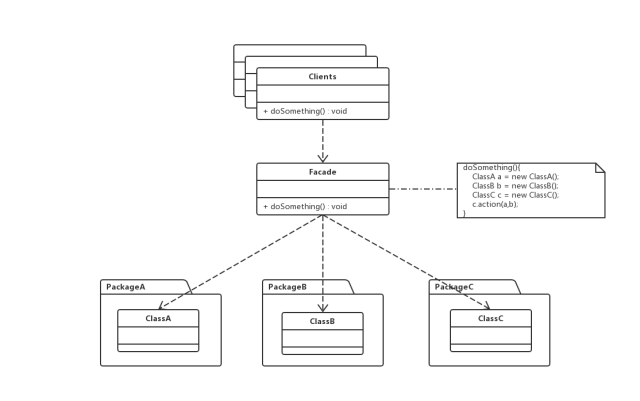 Clients
+ doSomething() : void
Facade
+ doSomething() : void
doSomething(){
ClassA a = new ClassA();
ClassB b = new ClassB();
ClassC c = new ClassC();
c.action(a,b);
}
PackageA
PackageB
PackageC
ClassA
ClassB
ClassC